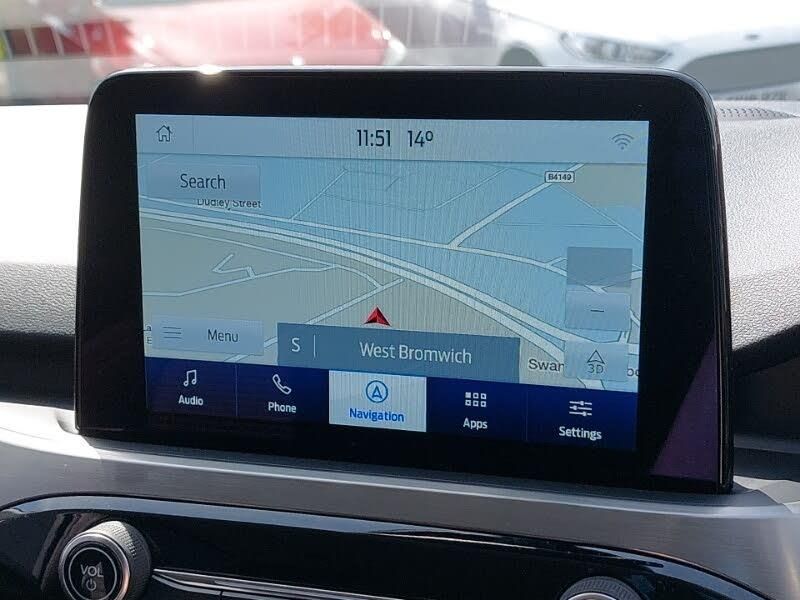 11:51 14°
B4149
Search
Dudley Street
Menu
S West Bromwich
3D
Audio
Phone
Navigation
Apps
Settings
VOL